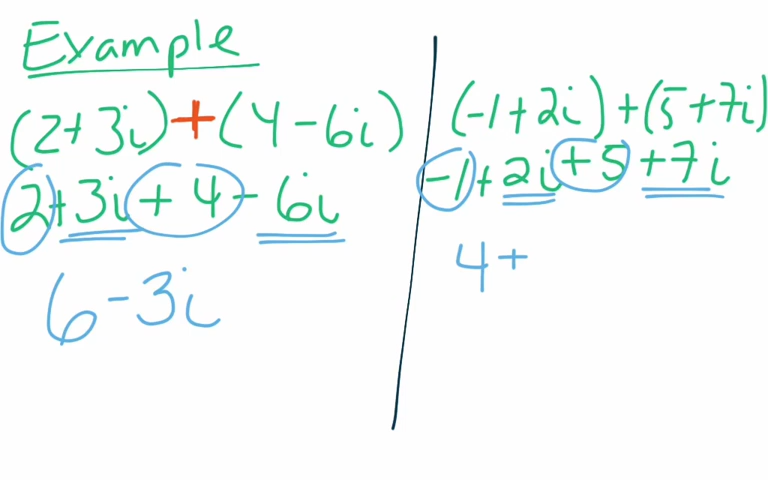 Example
(2+3i)+(4-6i)
2+3i+4-6i
6-3i
(-1+2i)+(5+7i)
-1+2i+5+7i
4+